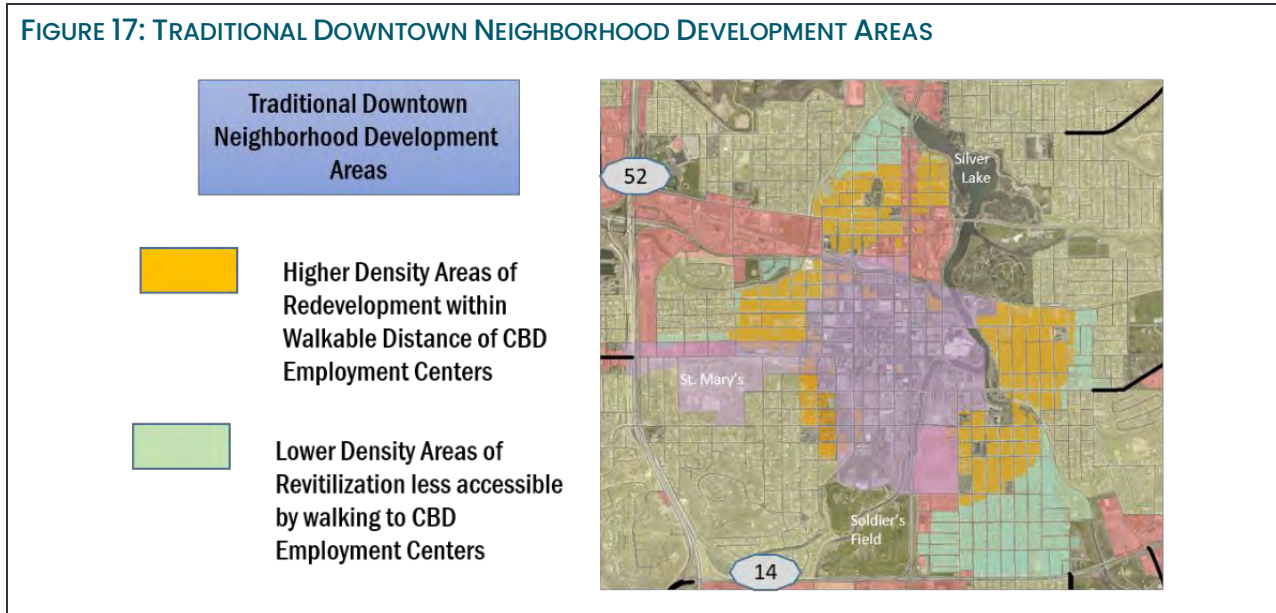 FIGURE 17: TRADITIONAL DOWNTOWN NEIGHBORHOOD DEVELOPMENT AREAS
Traditional Downtown
Neighborhood Development
Areas
Higher Density Areas of
Redevelopment within
Walkable Distance of CBD
Employment Centers
Lower Density Areas of
Revitilization less accessible
by walking to CBD
Employment Centers
52
Silver
Lake
St. Mary's
Soldier's
Field
14